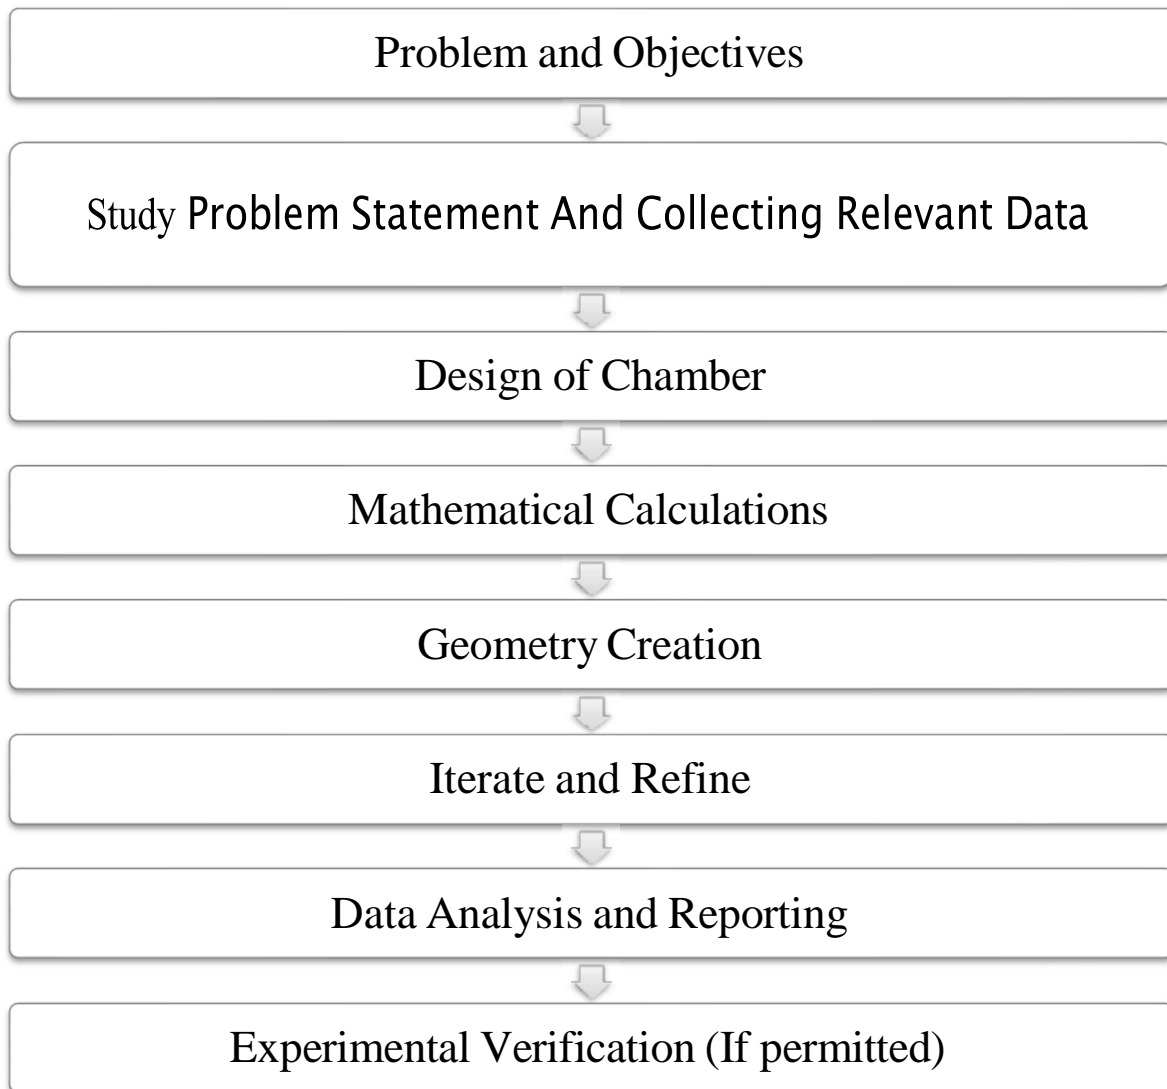 Problem and Objectives
Study Problem Statement And Collecting Relevant Data
Design of Chamber
Mathematical Calculations
Geometry Creation
Iterate and Refine
Data Analysis and Reporting
Experimental Verification (If permitted)